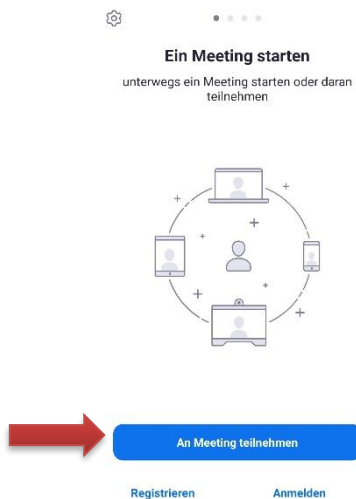 Ein Meeting starten
unterwegs ein Meeting starten oder daran
teilnehmen
An Meeting teilnehmen
Registrieren
Anmelden